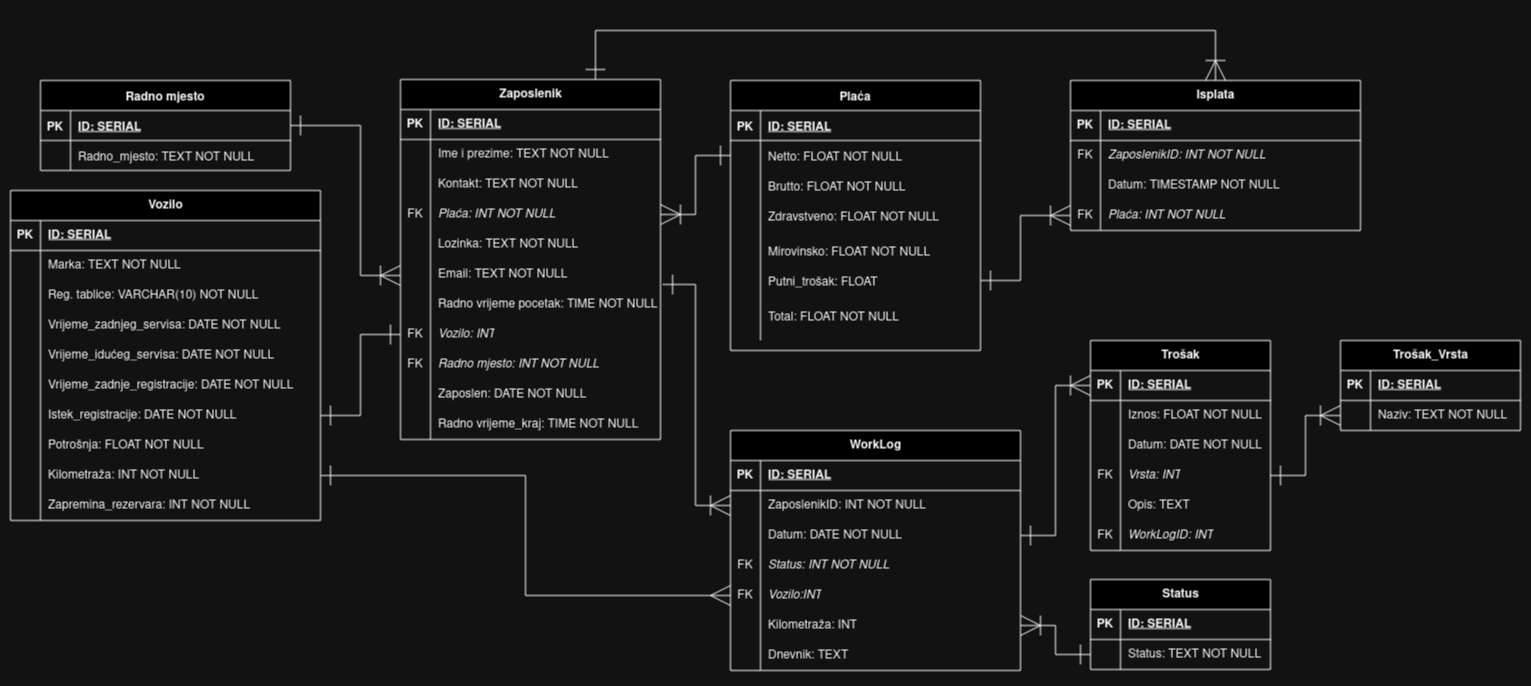 Radno mjesto
PK ID: SERIAL
Radno_mjesto: TEXT NOT NULL
Vozilo
PK ID: SERIAL
Marka: TEXT NOT NULL
Reg. tablice: VARCHAR(10) NOT NULL
Vrijeme_zadnjeg_servisa: DATE NOT NULL
Vrijeme_idućeg_servisa: DATE NOT NULL
Vrijeme_zadnje_registracije: DATE NOT NULL
Istek_registracije: DATE NOT NULL
Potrošnja: FLOAT NOT NULL
Kilometraža: INT NOT NULL
Zapremina_rezervara: INT NOT NULL
Zaposlenik
PK ID: SERIAL
Ime i prezime: TEXT NOT NULL
Kontakt: TEXT NOT NULL
FK Plaća: INT NOT NULL
Lozinka: TEXT NOT NULL
Email: TEXT NOT NULL
Radno vrijeme pocetak: TIME NOT NULL
FK Vozilo: INT
FK Radno mjesto: INT NOT NULL
Zaposlen: DATE NOT NULL
Radno vrijeme_kraj: TIME NOT NULL
Plaća
PK ID: SERIAL
Netto: FLOAT NOT NULL
Brutto: FLOAT NOT NULL
Zdravstveno: FLOAT NOT NULL
Mirovinsko: FLOAT NOT NULL
Putni_trošak: FLOAT
Total: FLOAT NOT NULL
Isplata
PK ID: SERIAL
FK ZaposlenikID: INT NOT NULL
Datum: TIMESTAMP NOT NULL
FK Plaća: INT NOT NULL
WorkLog
PK ID: SERIAL
ZaposlenikID: INT NOT NULL
Datum: DATE NOT NULL
FK Status: INT NOT NULL
FK Vozilo:INT
Kilometraža: INT
Dnevnik: TEXT
Trošak
PK ID: SERIAL
Iznos: FLOAT NOT NULL
Datum: DATE NOT NULL
FK Vrsta: INT
Opis: TEXT
FK WorkLogID: INT
Trošak_Vrsta
PK ID: SERIAL
Naziv: TEXT NOT NULL
Status
PK ID: SERIAL
Status: TEXT NOT NULL